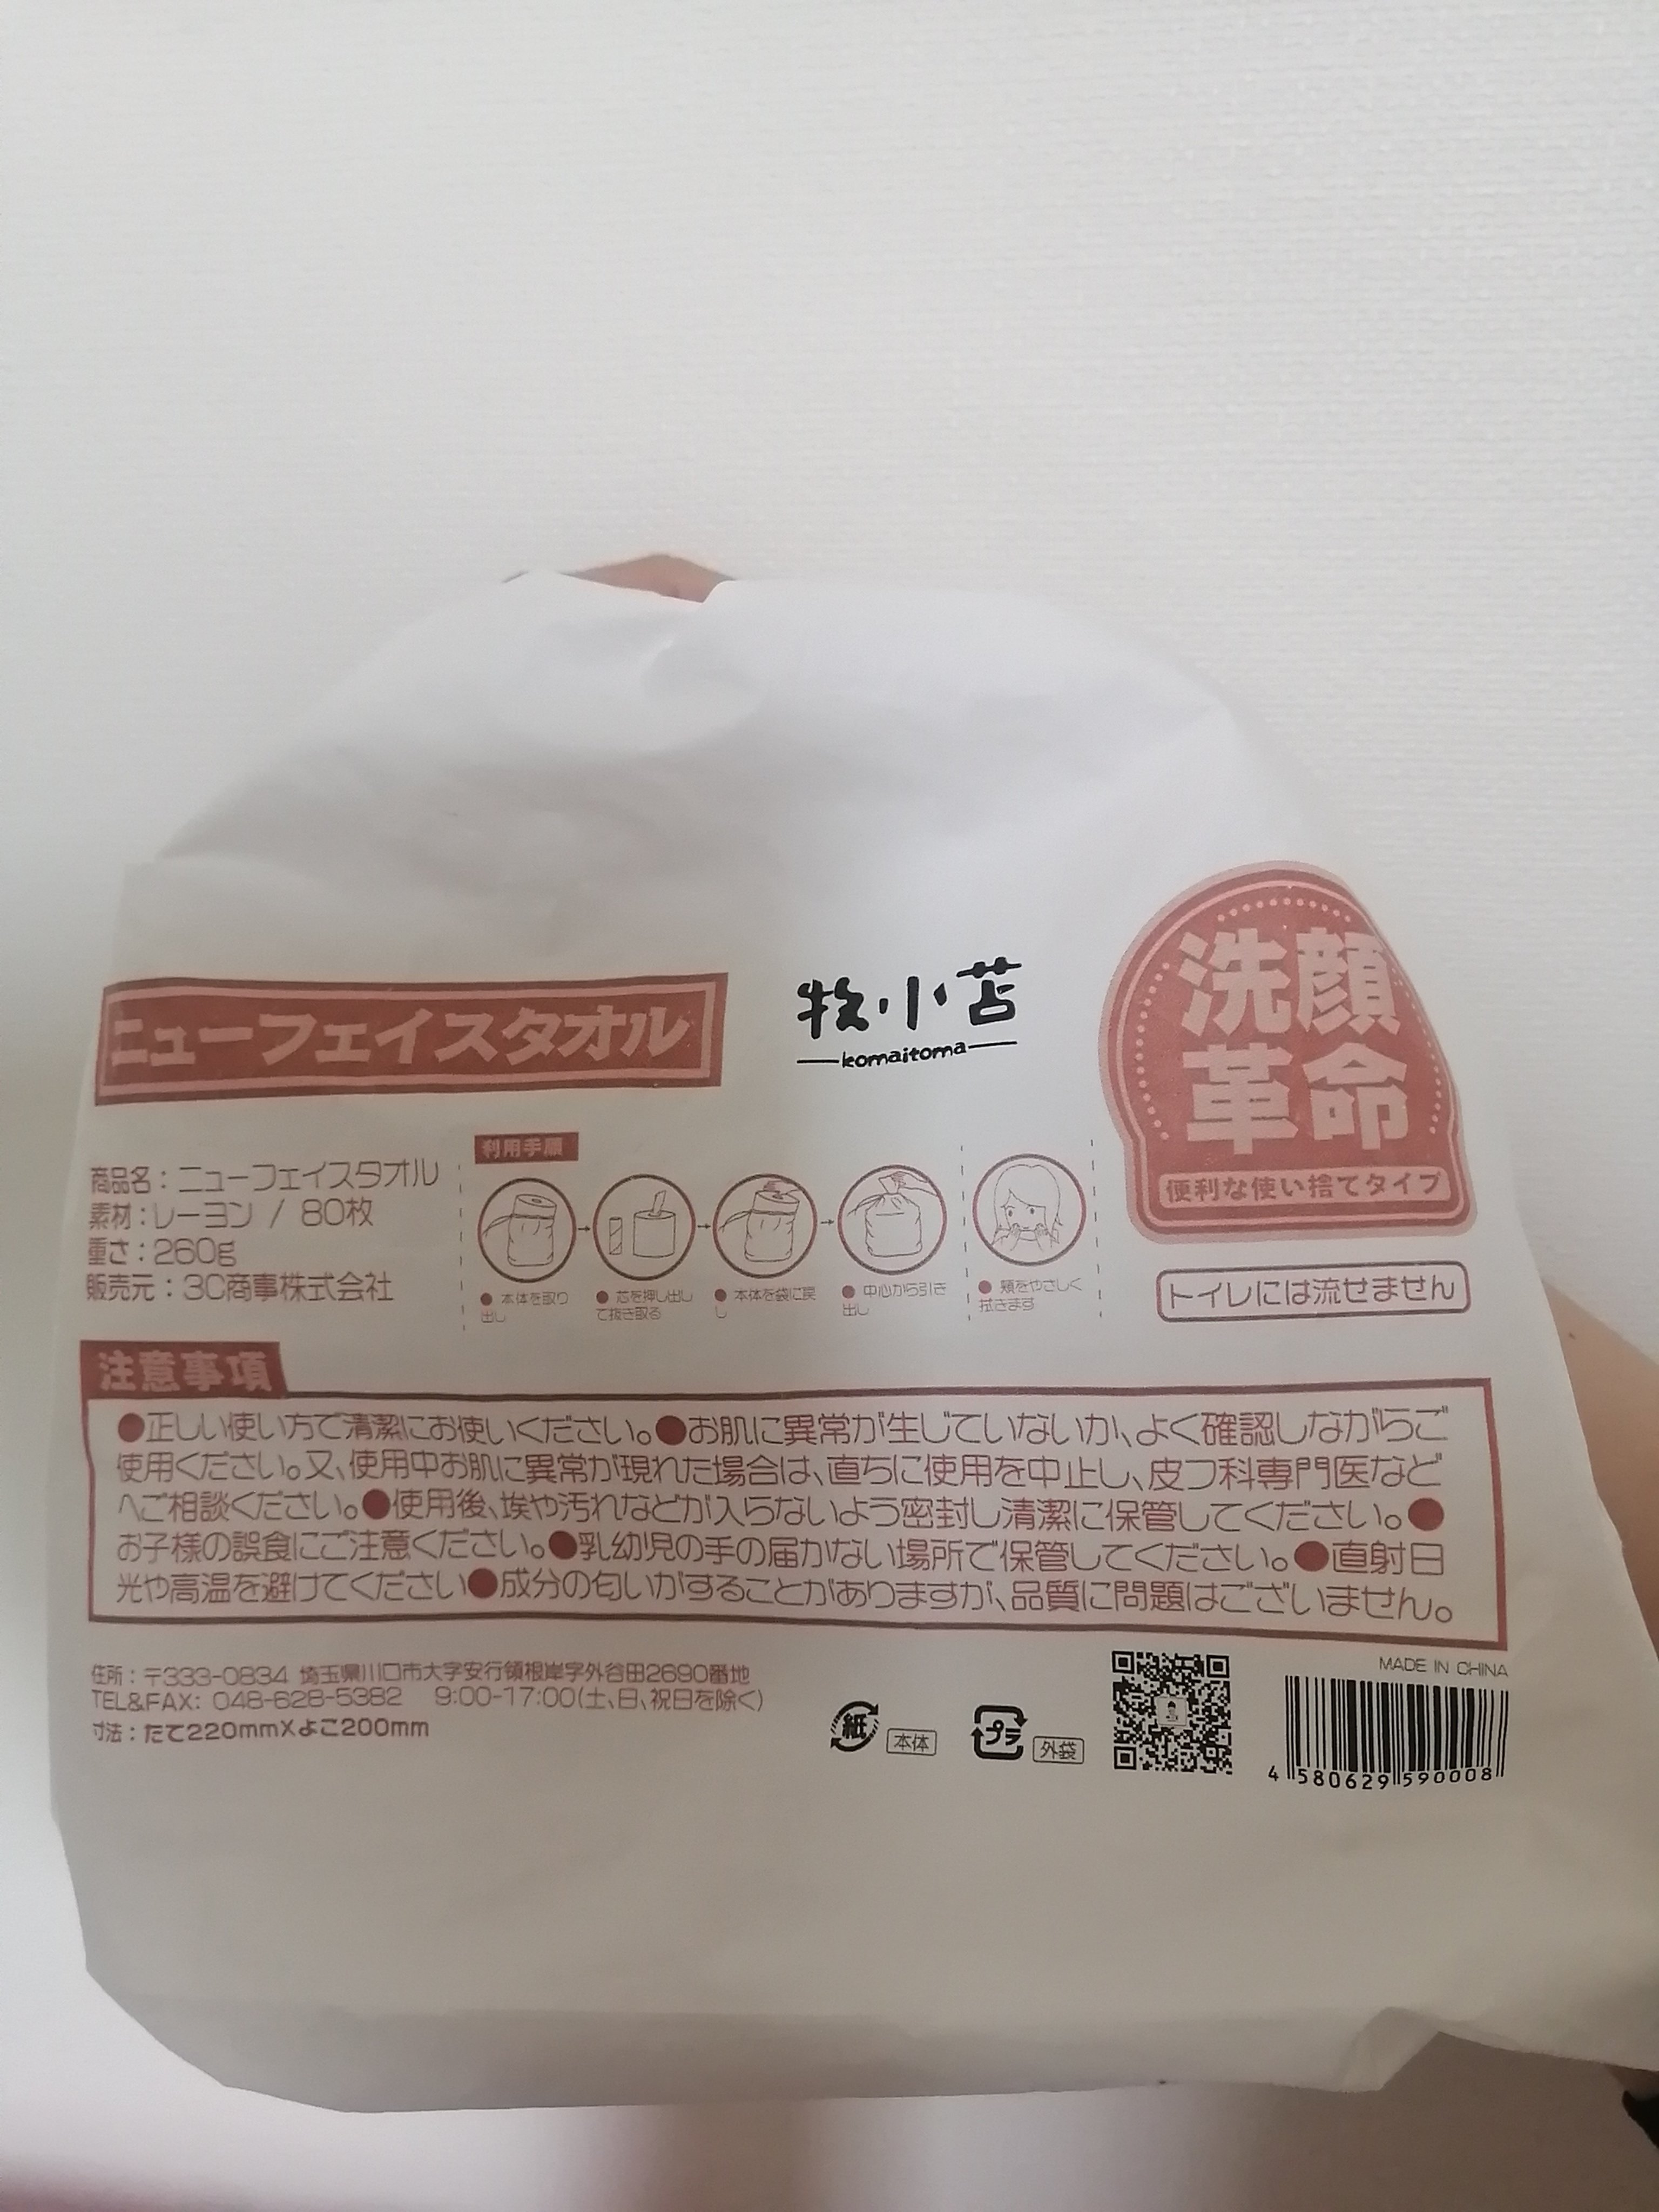 ニューフェイスタオル
牧小苫
komaitoma
洗顔
革命
便利な使い捨てタイプ
トイレには流せません
商品名：ニューフェイスタオル
素材：レーヨン / 80枚
重さ：260g
販売元：3C商事株式会社
利用手順
●本体を取り
出し
●芯を押し出し
て抜き取る
●本体を袋に戻
し
●中心から引き
出し
●頬をやさしく
拭きます
注意事項
●正しい使い方で清潔にお使いください。●お肌に異常が生じていないか、よく確認しながらご
使用ください。又、使用中お肌に異常が現れた場合は、直ちに使用を中止し、皮フ科専門医など
へご相談ください。●使用後、埃や汚れなどが入らないよう密封し清潔に保管してください。●
お子様の誤食にご注意ください。●乳幼児の手の届かない場所で保管してください。●直射日
光や高温を避けてください●成分の匂いがすることがありますが、品質に問題はございません。
住所：〒333-0834 埼玉県川口市大字安行領根岸字外谷田2690番地
TEL&FAX: 048-628-5382 9:00-17:00(土、日、祝日を除く)
寸法：たて220mmXよこ200mm
紙
本体
プラ
外袋
MADE IN CHINA
4 580629 590008